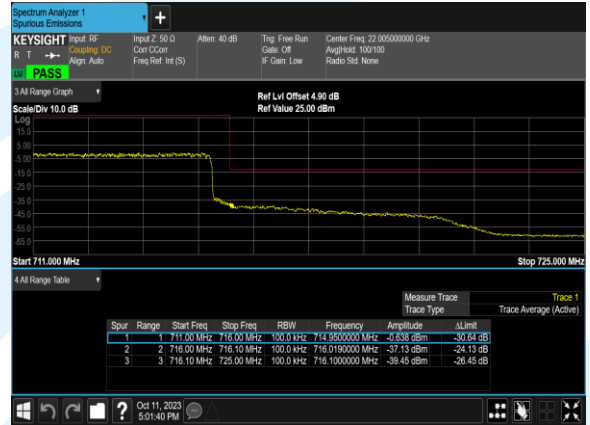 Spectrum Analyzer 1
Spurious Emissions
+
KEYSIGHT Input: RF Input Z: 50 Ω Atten: 40 dB Trig: Free Run Center Freq: 22.005000000 GHz
R T Coupling: DC Corr CCorr Gate: Off Avg|Hold: 100/100
Align: Auto Freq Ref: Int (S) IF Gain: Low Radio Std: None
PASS
3 All Range Graph
Ref Lvl Offset 4.90 dB
Scale/Div 10.0 dB Ref Value 25.00 dBm
Log
15.0
5.00
-5.00
-15.0
-25.0
-35.0
-45.0
-55.0
-65.0
Start 711.000 MHz Stop 725.000 MHz
4 All Range Table
Measure Trace Trace 1
Trace Type Trace Average (Active)
Spur Range Start Freq Stop Freq RBW Frequency Amplitude ΔLimit
1 1 711.00 MHz 716.00 MHz 100.0 kHz 714.9500000 MHz -0.638 dBm -30.64 dB
2 2 716.00 MHz 716.10 MHz 100.0 kHz 716.0190000 MHz -37.13 dBm -24.13 dB
3 3 716.10 MHz 725.00 MHz 100.0 kHz 716.1000000 MHz -39.45 dBm -26.45 dB
? Oct 11, 2023
5:01:40 PM